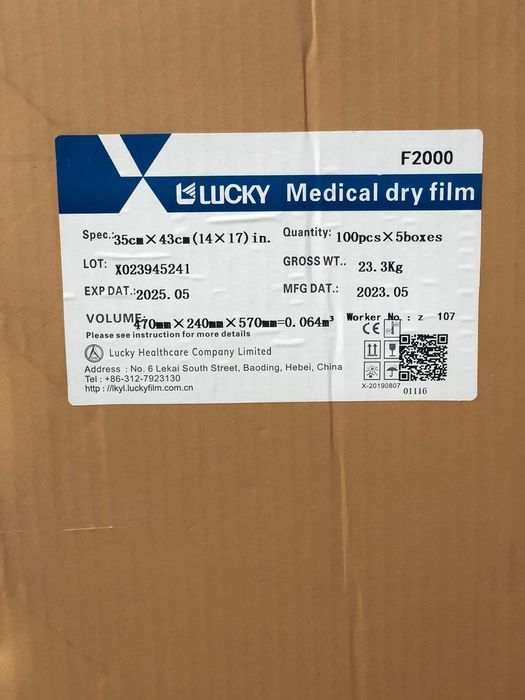 F2000
LUCKY Medical dry film
Spec.:35cm×43cm(14×17)in. Quantity: 100pcs×5boxes
LOT: X023945241 GROSS WT.. 23.3Kg
EXP DAT.:2025.05 MFG DAT.: 2023.05
VOLUME:470mm×240mm×570mm=0.064m³ Worker No.: z 107
Please see instruction for more details
Lucky Healthcare Company Limited
Address : No. 6 Lekai South Street, Baoding, Hebei, China
Tel : +86-312-7923130
http://lkyl.luckyfilm.com.cn
CE
X-20190807
01116